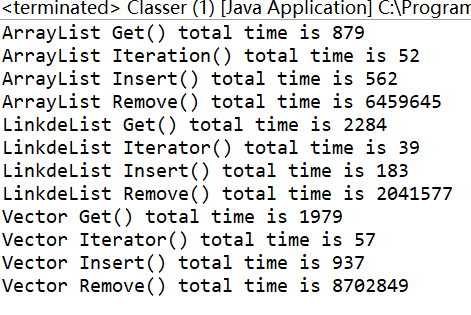 <terminated> Classer (1) [Java Application] C:\Program
ArrayList Get() total time is 879
ArrayList Iteration() total time is 52
ArrayList Insert() total time is 562
ArrayList Remove() total time is 6459645
LinkdeList Get() total time is 2284
LinkdeList Iterator() total time is 39
LinkdeList Insert() total time is 183
LinkdeList Remove() total time is 2041577
Vector Get() total time is 1979
Vector Iterator() total time is 57
Vector Insert() total time is 937
Vector Remove() total time is 8702849